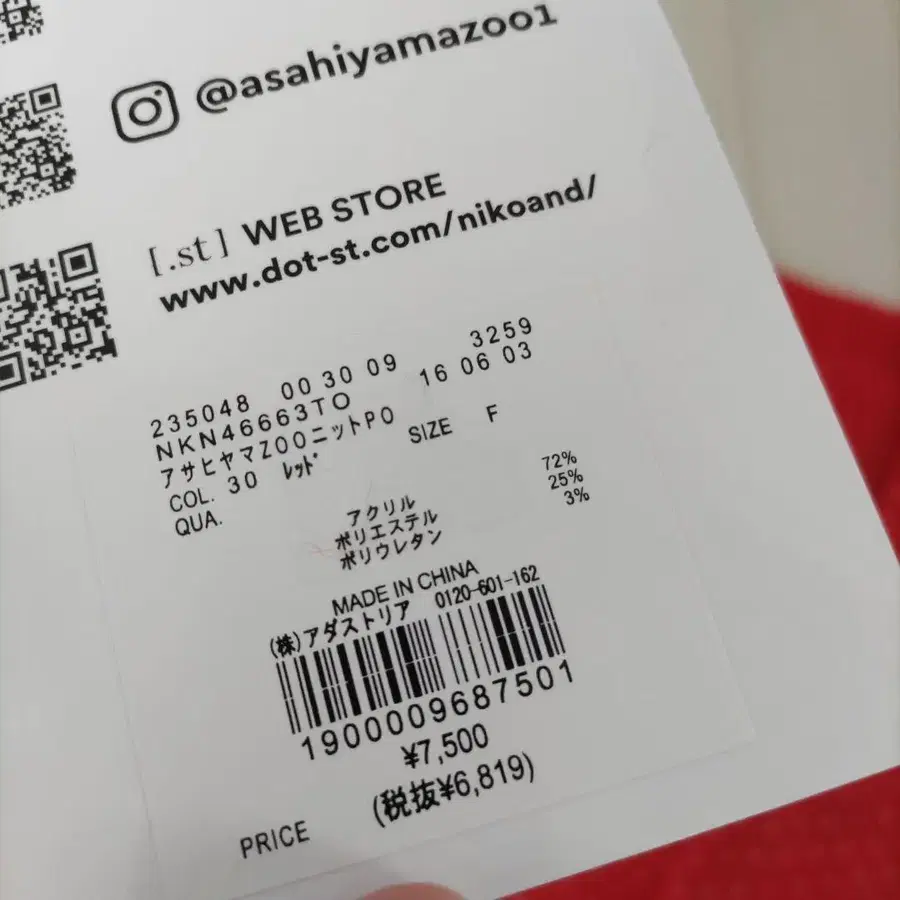 @asahiyamazoo1
[.st] WEB STORE
www.dot-st.com/nikoand/
235048 00 30 09 3259
NKN46663TO 16 06 03
アサヒヤマZOOニットPO
COL. 30 レッド SIZE F
QUA.
アクリル 72%
ポリエステル 25%
ポリウレタン 3%
MADE IN CHINA
(株)アダストリア 0120-601-162
1900009687501
¥7,500
PRICE (税抜¥6,819)